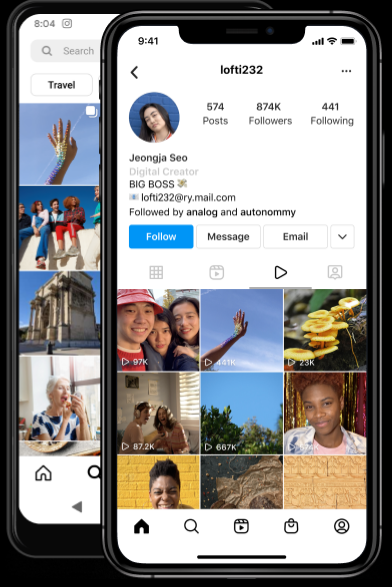 8:04
Search
Travel
9:41
lofti232
574 874K 441
Posts Followers Following
Jeongja Seo
Digital Creator
BIG BOSS
lofti232@ry.mail.com
Followed by analog and autonommy
Follow Message Email
97K 441K 23K
87.2K 667K